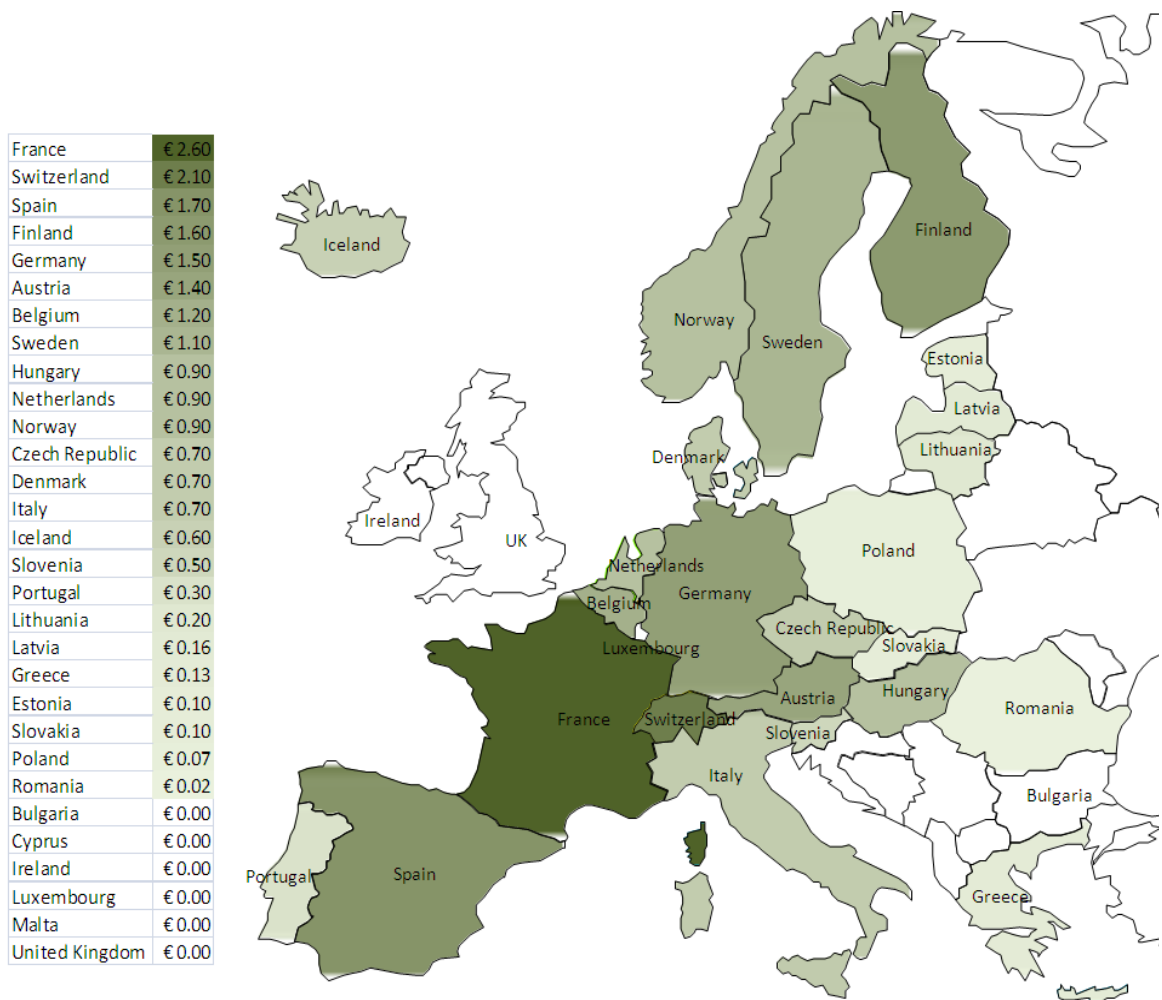 France € 2.60
Switzerland € 2.10
Spain € 1.70
Finland € 1.60
Germany € 1.50
Austria € 1.40
Belgium € 1.20
Sweden € 1.10
Hungary € 0.90
Netherlands € 0.90
Norway € 0.90
Czech Republic € 0.70
Denmark € 0.70
Italy € 0.70
Iceland € 0.60
Slovenia € 0.50
Portugal € 0.30
Lithuania € 0.20
Latvia € 0.16
Greece € 0.13
Estonia € 0.10
Slovakia € 0.10
Poland € 0.07
Romania € 0.02
Bulgaria € 0.00
Cyprus € 0.00
Ireland € 0.00
Luxembourg € 0.00
Malta € 0.00
United Kingdom € 0.00
Iceland
Finland
Norway
Sweden
Estonia
Latvia
Lithuania
Denmark
Ireland
UK
Poland
Netherlands
Germany
Belgium
Czech Republic
Slovakia
Luxembourg
Austria
Hungary
Romania
France
Switzerland
Slovenia
Italy
Bulgaria
Portugal
Spain
Greece